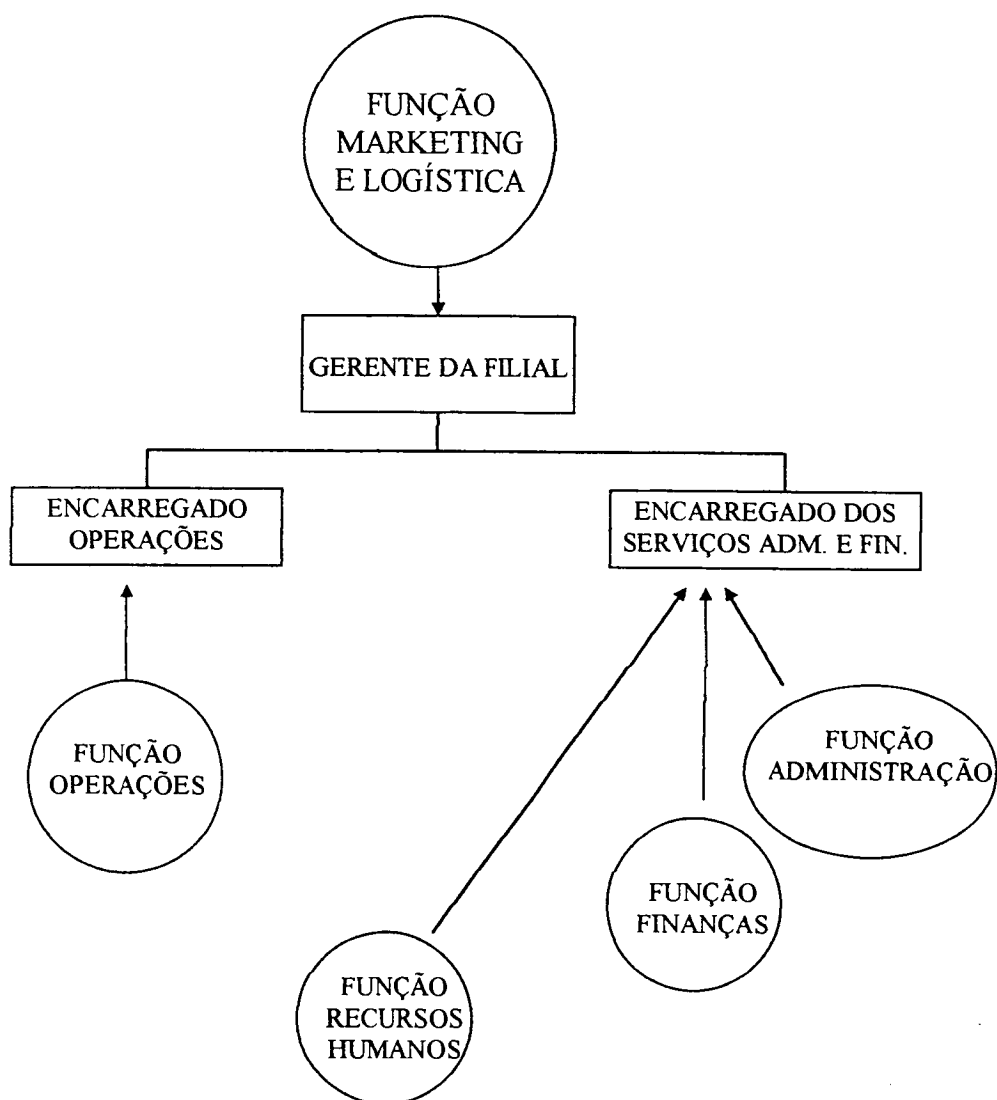 FUNÇÃO
MARKETING
E LOGÍSTICA
GERENTE DA FILIAL
ENCARREGADO
OPERAÇÕES
ENCARREGADO DOS
SERVIÇOS ADM. E FIN.
FUNÇÃO
OPERAÇÕES
FUNÇÃO
ADMINISTRAÇÃO
FUNÇÃO
FINANÇAS
FUNÇÃO
RECURSOS
HUMANOS